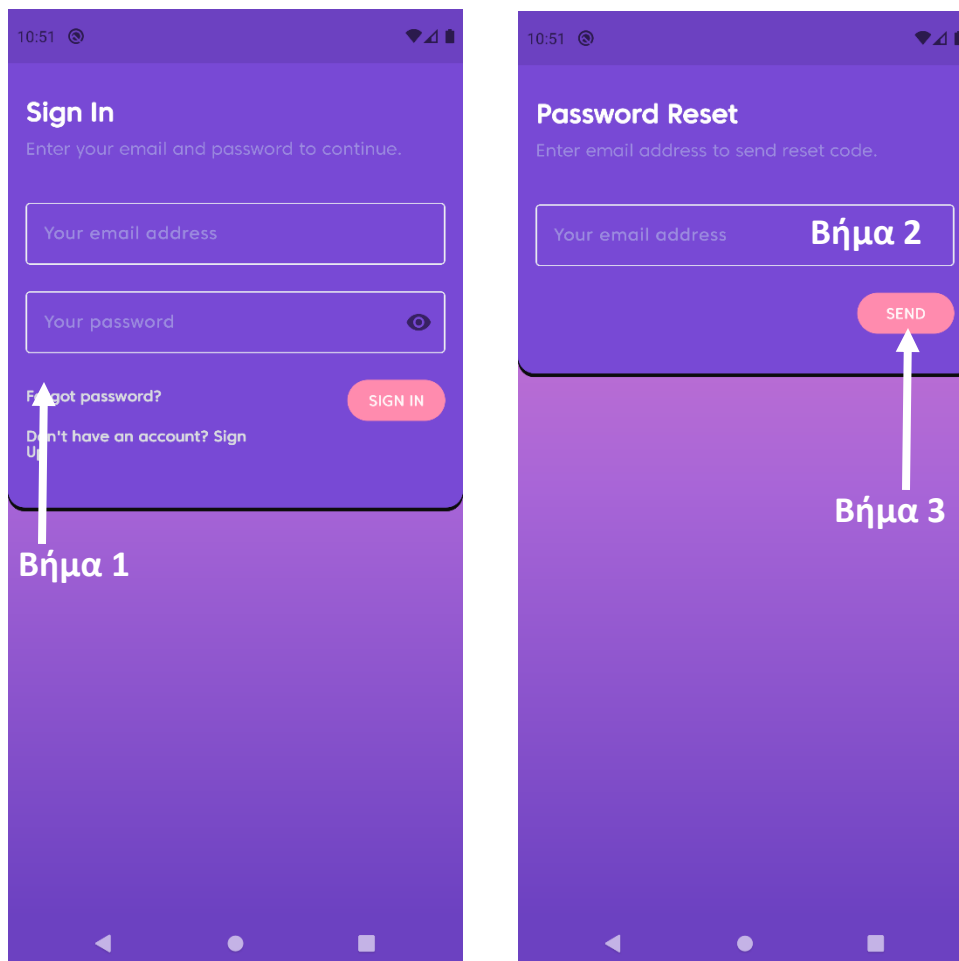 10:51
Sign In
Enter your email and password to continue.
Your email address
Your password
Forgot password?
SIGN IN
Don't have an account? Sign
Up
Βήμα 1
10:51
Password Reset
Enter email address to send reset code.
Your email address
Βήμα 2
SEND
Βήμα 3